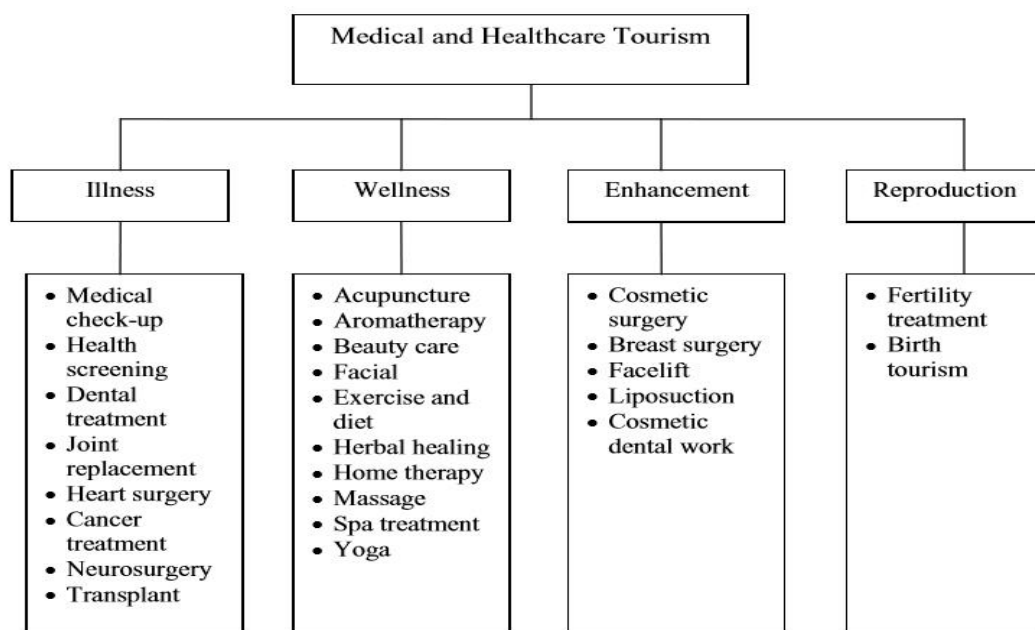 Medical and Healthcare Tourism
Illness
Wellness
Enhancement
Reproduction
• Medical
check-up
• Health
screening
• Dental
treatment
• Joint
replacement
• Heart surgery
• Cancer
treatment
• Neurosurgery
• Transplant
• Acupuncture
• Aromatherapy
• Beauty care
• Facial
• Exercise and
diet
• Herbal healing
• Home therapy
• Massage
• Spa treatment
• Yoga
• Cosmetic
surgery
• Breast surgery
• Facelift
• Liposuction
• Cosmetic
dental work
• Fertility
treatment
• Birth
tourism